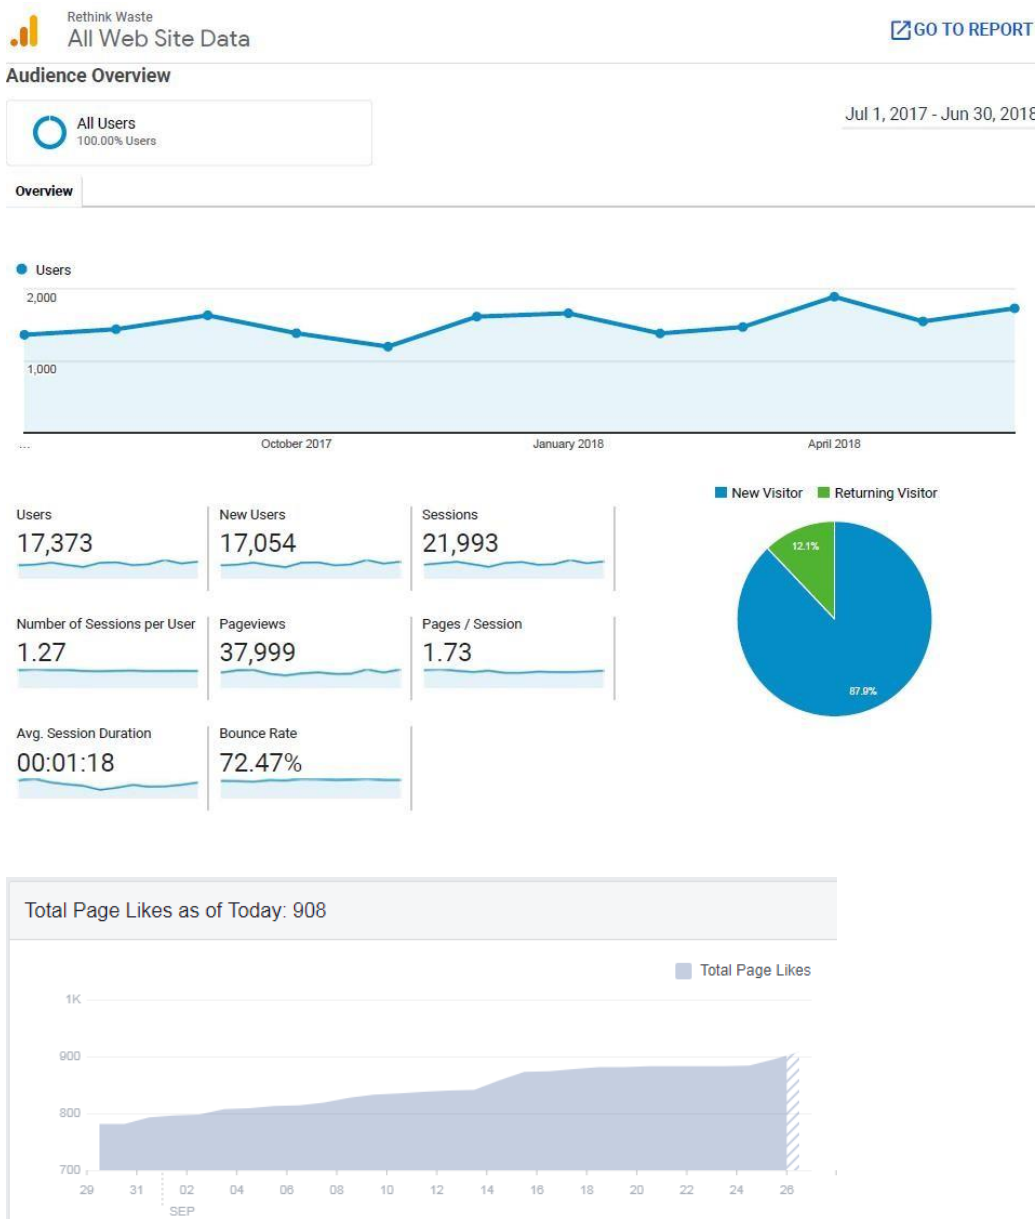 Rethink Waste
All Web Site Data
GO TO REPORT
Audience Overview
All Users
100.00% Users
Jul 1, 2017 - Jun 30, 2018
Overview
Users
2,000
1,000
...
October 2017
January 2018
April 2018
New Visitor
Returning Visitor
Users
17,373
New Users
17,054
Sessions
21,993
Number of Sessions per User
1.27
Pageviews
37,999
Pages / Session
1.73
Avg. Session Duration
00:01:18
Bounce Rate
72.47%
12.1%
87.9%
Total Page Likes as of Today: 908
Total Page Likes
1K
900
800
700
29 31 02 04 06 08 10 12 14 16 18 20 22 24 26
SEP